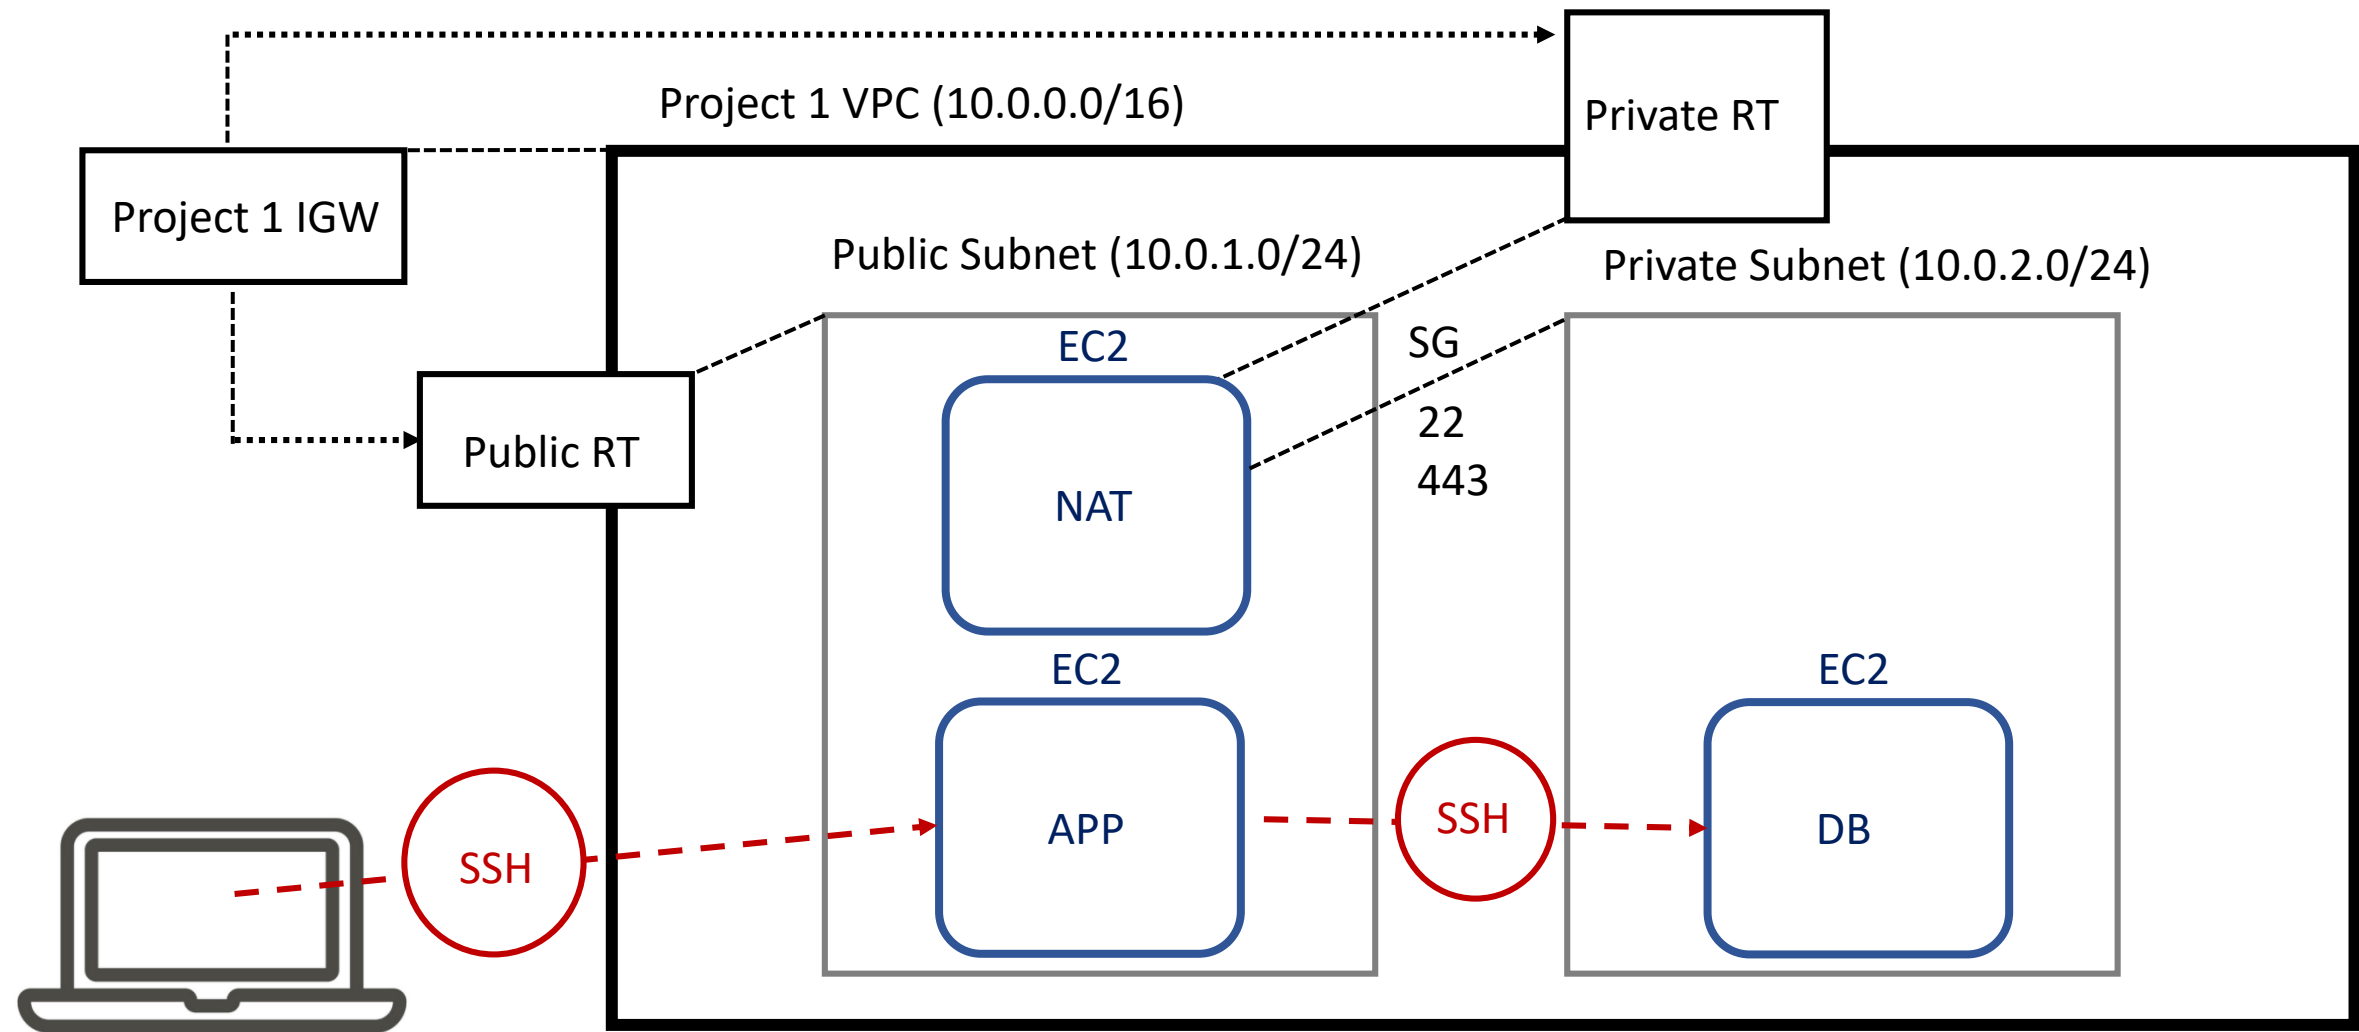 Project 1 VPC (10.0.0.0/16)
Private RT
Project 1 IGW
Public Subnet (10.0.1.0/24)
Private Subnet (10.0.2.0/24)
EC2
SG
22
443
Public RT
NAT
EC2
EC2
SSH
APP
SSH
DB